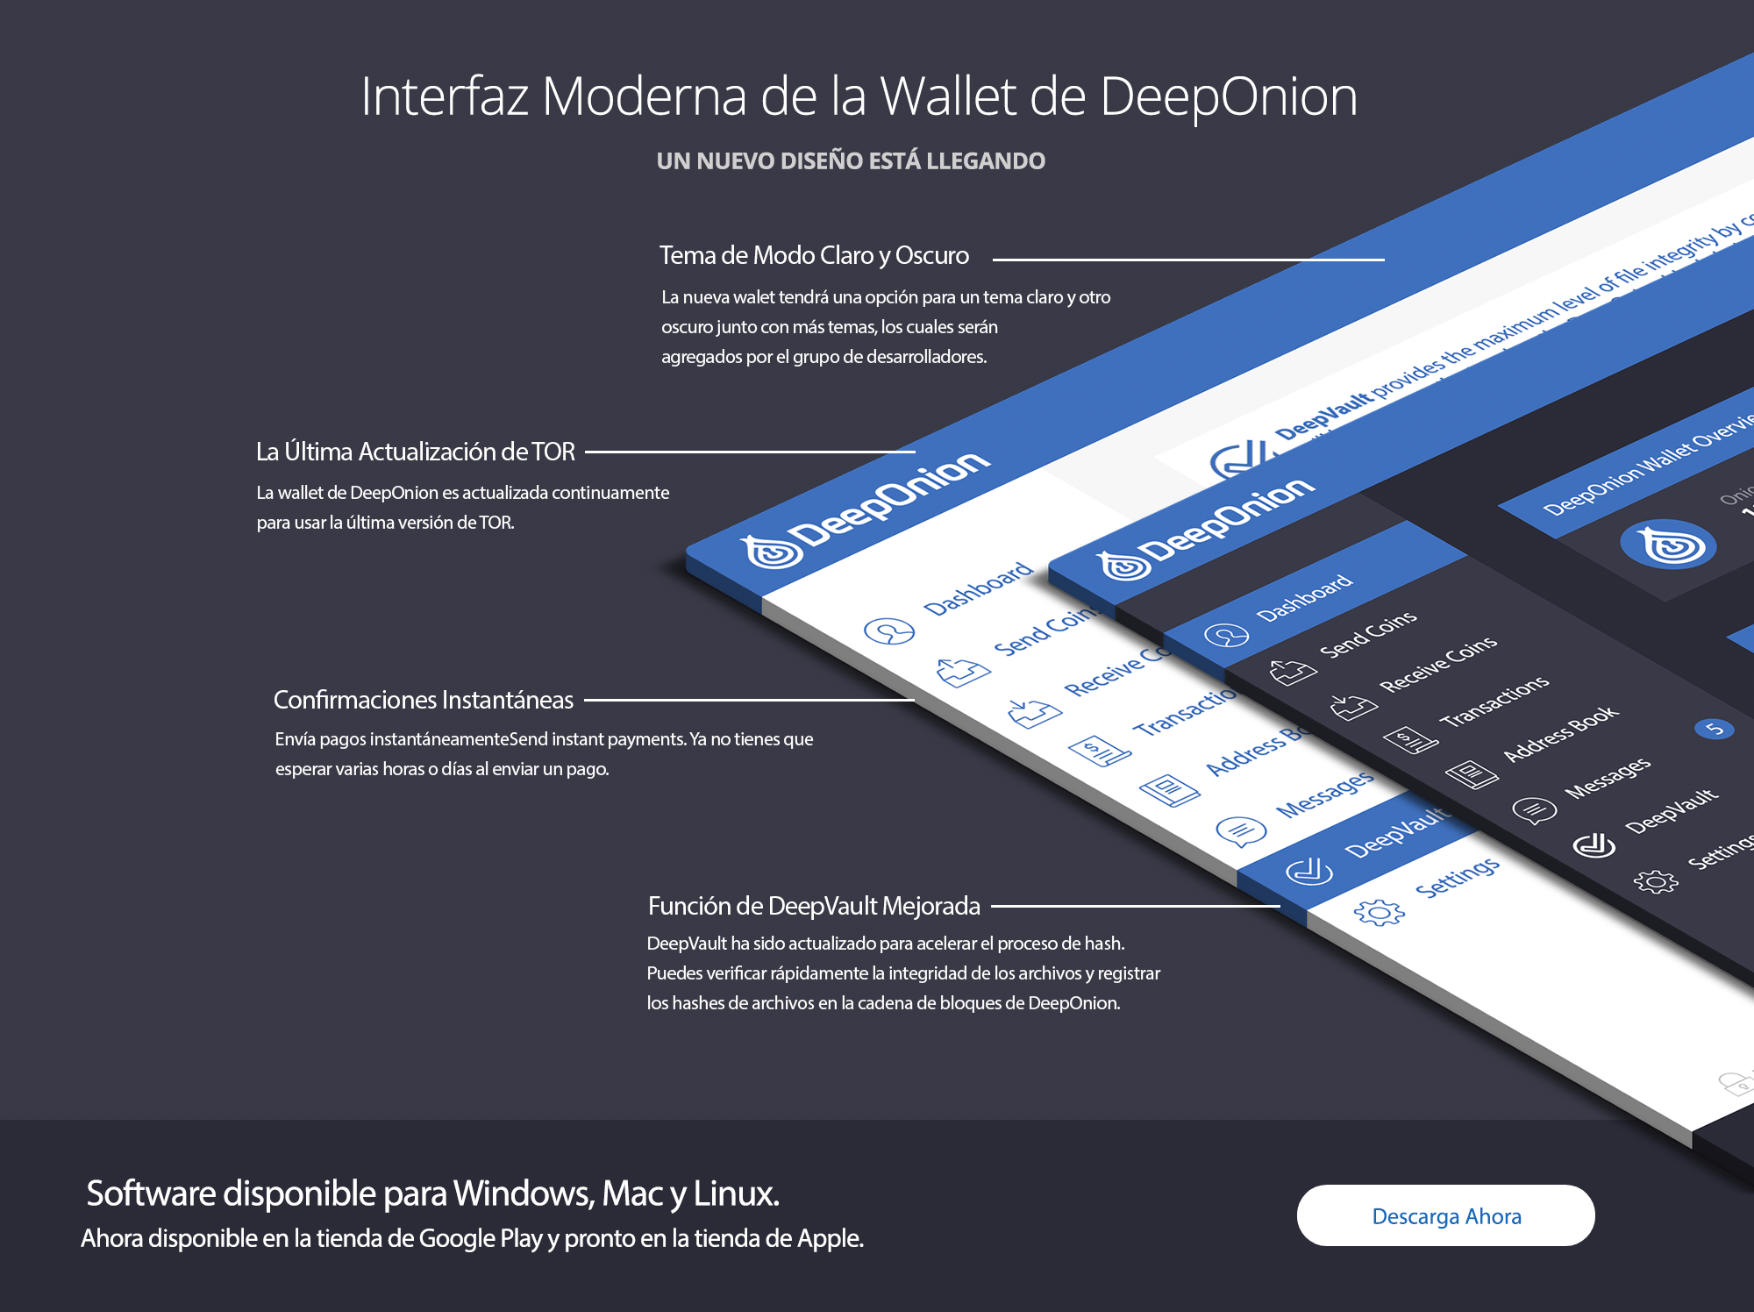 Interfaz Moderna de la Wallet de DeepOnion
UN NUEVO DISEÑO ESTÁ LLEGANDO
Tema de Modo Claro y Oscuro
La nueva walet tendrá una opción para un tema claro y otro
oscuro junto con más temas, los cuales serán
agregados por el grupo de desarrolladores.
La Última Actualización de TOR
La wallet de DeepOnion es actualizada continuamente
para usar la última versión de TOR.
Confirmaciones Instantáneas
Envía pagos instantáneamenteSend instant payments. Ya no tienes que
esperar varias horas o días al enviar un pago.
Función de DeepVault Mejorada
DeepVault ha sido actualizado para acelerar el proceso de hash.
Puedes verificar rápidamente la integridad de los archivos y registrar
los hashes de archivos en la cadena de bloques de DeepOnion.
DeepOnion
DeepVault provides the maximum level of file integrity by
Dashboard
Send Coins
Receive
Transactio
Address
Messages
DeepVault
Settings
DeepOnion
DeepOnion Wallet Overvie
Dashboard
Send Coins
Receive Coins
Transactions
Address Book
Messages
5
DeepVault
Settings
Software disponible para Windows, Mac y Linux.
Ahora disponible en la tienda de Google Play y pronto en la tienda de Apple.
Descarga Ahora